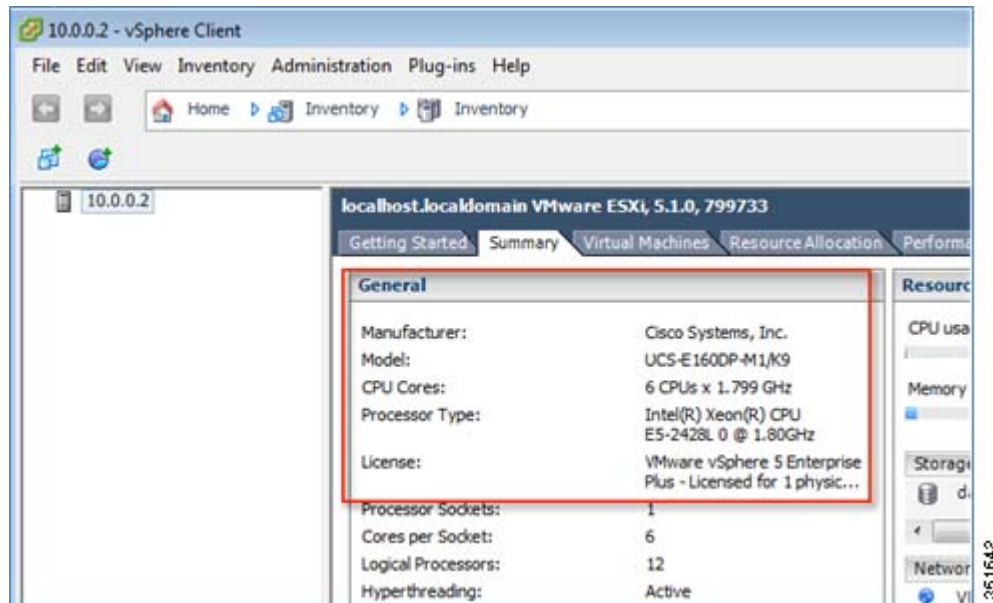 10.0.0.2 - vSphere Client
File Edit View Inventory Administration Plug-ins Help
Home Inventory Inventory
10.0.0.2
localhost.localdomain VMware ESXi, 5.1.0, 799733
Getting Started Summary Virtual Machines Resource Allocation
General
Manufacturer: Cisco Systems, Inc.
Model: UCS-E160DP-M1/K9
CPU Cores: 6 CPUs x 1.799 GHz
Processor Type: Intel(R) Xeon(R) CPU
E5-2428L 0 @ 1.80GHz
License: VMware vSphere 5 Enterprise
Plus - Licensed for 1 physic...
Processor Sockets: 1
Cores per Socket: 6
Logical Processors: 12
Hyperthreading: Active
Resourc
CPU usa
Memory
Storage
d
Networ
361642